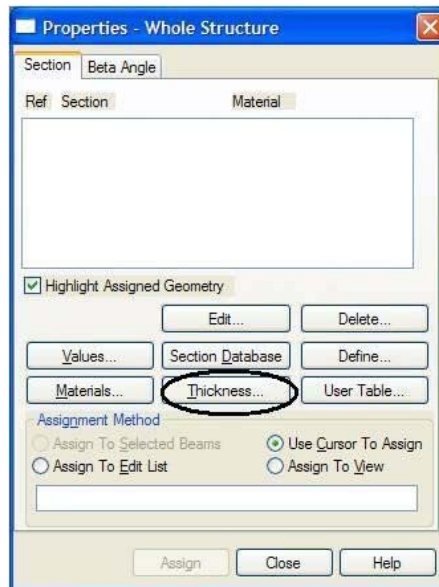 Properties - Whole Structure
Section Beta Angle
Ref Section Material
Highlight Assigned Geometry
Edit... Delete...
Values... Section Database Define...
Materials... Thickness... User Table...
Assignment Method
Assign To Selected Beams Use Cursor To Assign
Assign To Edit List Assign To View
Assign Close Help